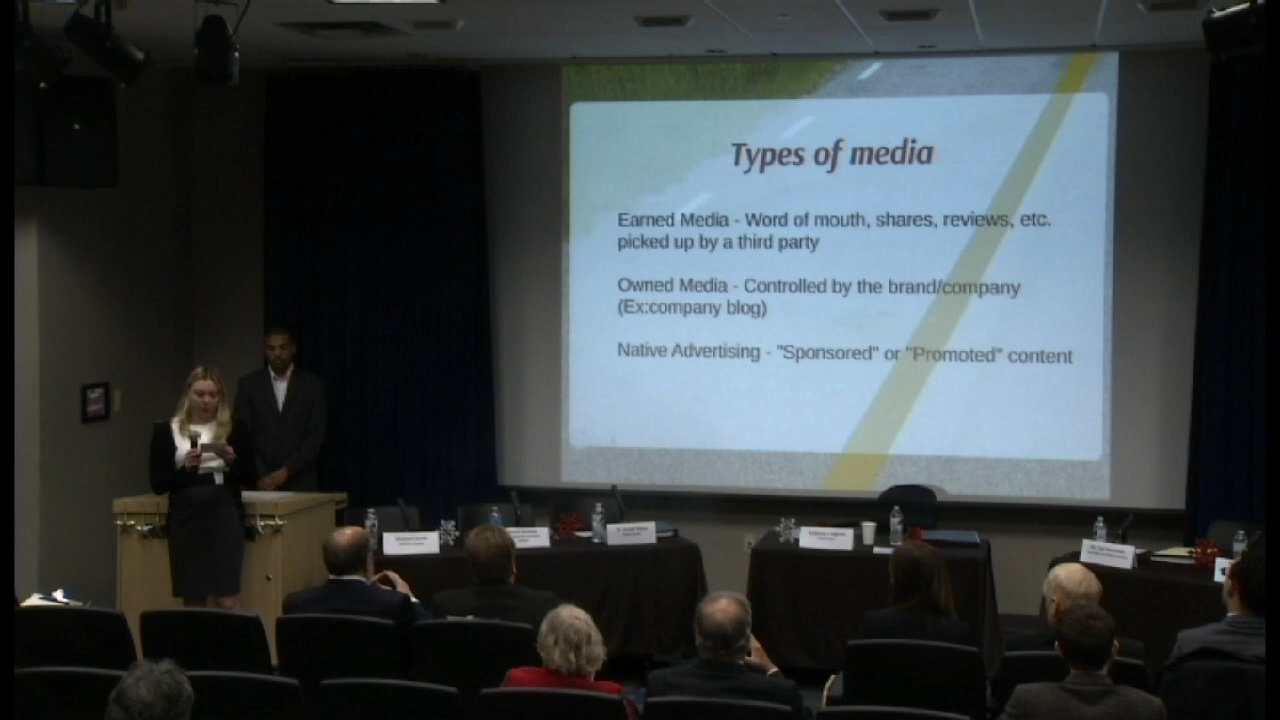 Types of media
Earned Media - Word of mouth, shares, reviews, etc.
picked up by a third party
Owned Media - Controlled by the brand/company
(Ex:company blog)
Native Advertising - "Sponsored" or "Promoted" content